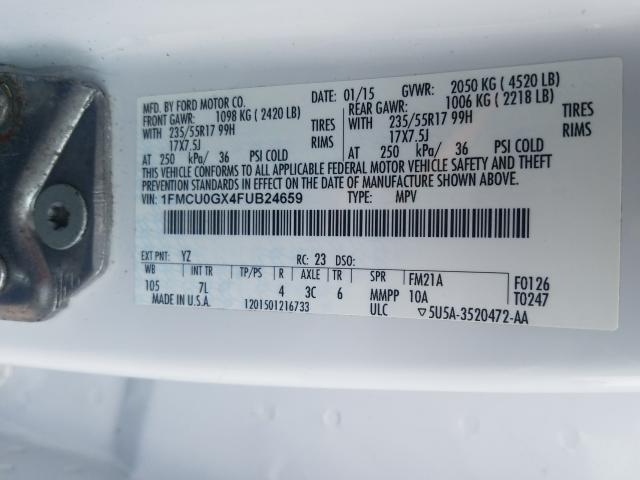 MFD. BY FORD MOTOR CO. DATE: 01/15 GVWR: 2050 KG ( 4520 LB)
FRONT GAWR: 1098 KG ( 2420 LB) REAR GAWR: 1006 KG ( 2218 LB)
WITH 235/55R17 99H TIRES WITH 235/55R17 99H TIRES
17X7.5J RIMS 17X7.5J RIMS
AT 250 kPa/ 36 PSI COLD AT 250 kPa/ 36 PSI COLD
THIS VEHICLE CONFORMS TO ALL APPLICABLE FEDERAL MOTOR VEHICLE SAFETY AND THEFT
PREVENTION STANDARDS IN EFFECT ON THE DATE OF MANUFACTURE SHOWN ABOVE.
VIN: 1FMCU0GX4FUB24659 TYPE: MPV
EXT PNT: YZ RC: 23 DSO:
WB INT TR TP/PS R AXLE TR SPR FM21A F0126
105 7L 4 3C 6 MMPP 10A T0247
MADE IN U.S.A. 1201501216733 ULC ▽5U5A-3520472-AA